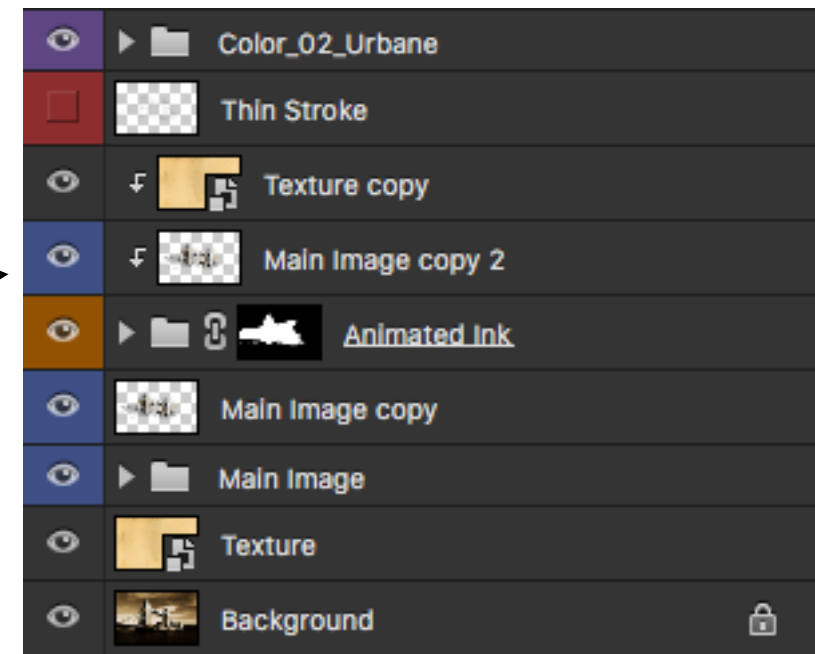 Color_02_Urbane
Thin Stroke
Texture copy
Main Image copy 2
Animated Ink
Main Image copy
Main Image
Texture
Background